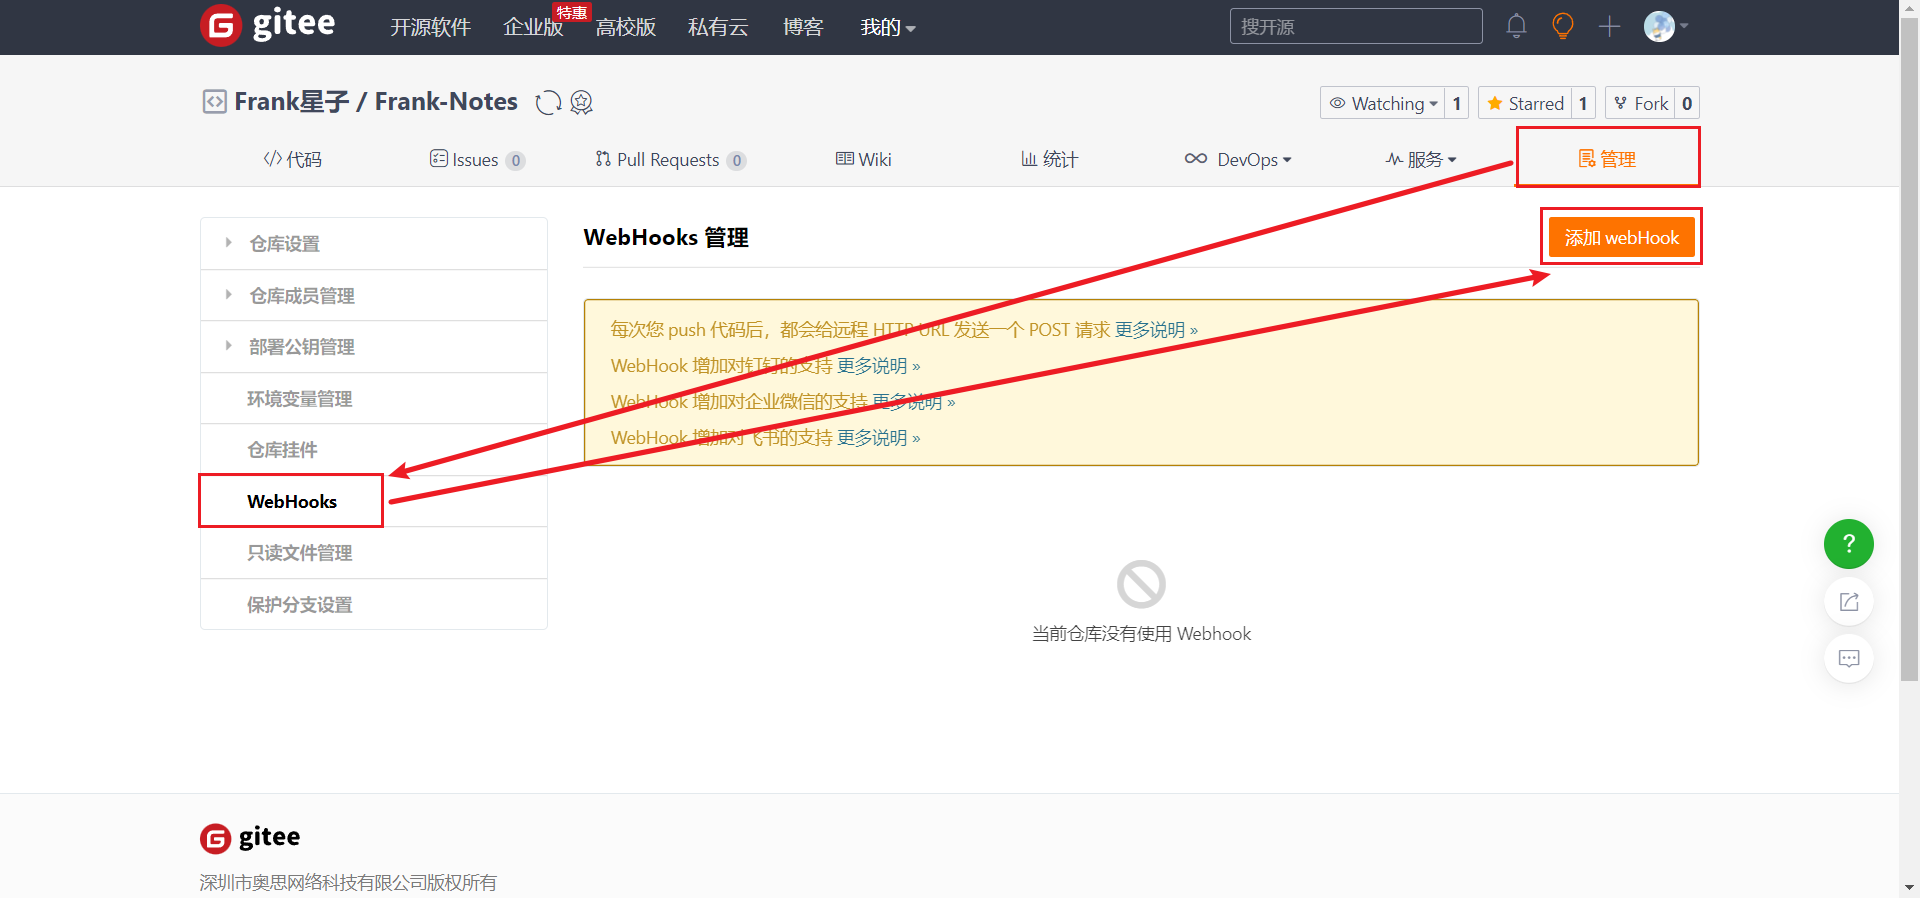 gitee
开源软件
企业版
特惠
高校版
私有云
博客
我的
搜开源
Frank星子 / Frank-Notes
Watching 1
Starred 1
Fork 0
代码
Issues 0
Pull Requests 0
Wiki
统计
DevOps
服务
管理
仓库设置
仓库成员管理
部署公钥管理
环境变量管理
仓库挂件
WebHooks
只读文件管理
保护分支设置
WebHooks 管理
添加 webHook
每次您 push 代码后，都会给远程 HTTP URL 发送一个 POST 请求 更多说明 »
WebHook 增加对钉钉的支持 更多说明 »
WebHook 增加对企业微信的支持 更多说明 »
WebHook 增加对飞书的支持 更多说明 »
当前仓库没有使用 Webhook
?
gitee
深圳市奥思网络科技有限公司版权所有